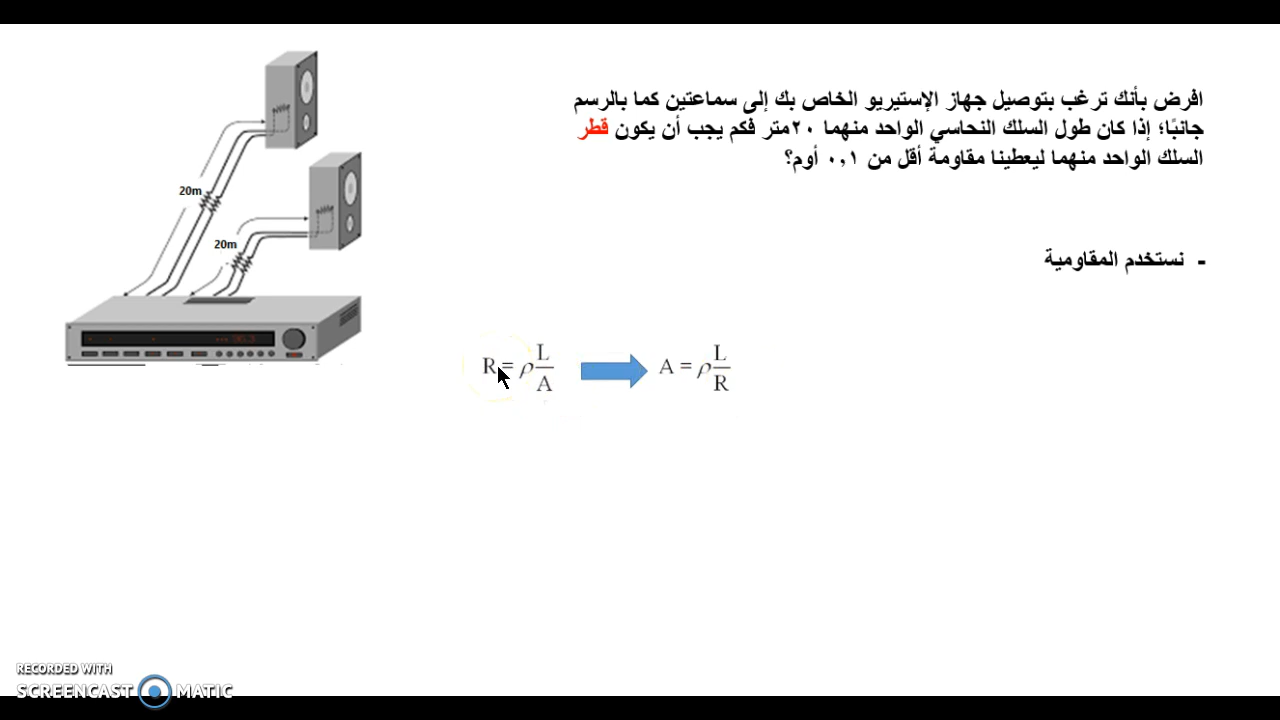 افرض بأنك ترغب بتوصيل جهاز الإستيريو الخاص بك إلى سماعتين كما بالرسم
جانبًا؛ إذا كان طول السلك النحاسي الواحد منهما ٢٠متر فكم يجب أن يكون قطر
السلك الواحد منهما ليعطينا مقاومة أقل من ٠,١ أوم؟
20m
20m
- نستخدم المقاومية
R = ρ L/A
A = ρ L/R
RECORDED WITH
SCREENCAST MATIC